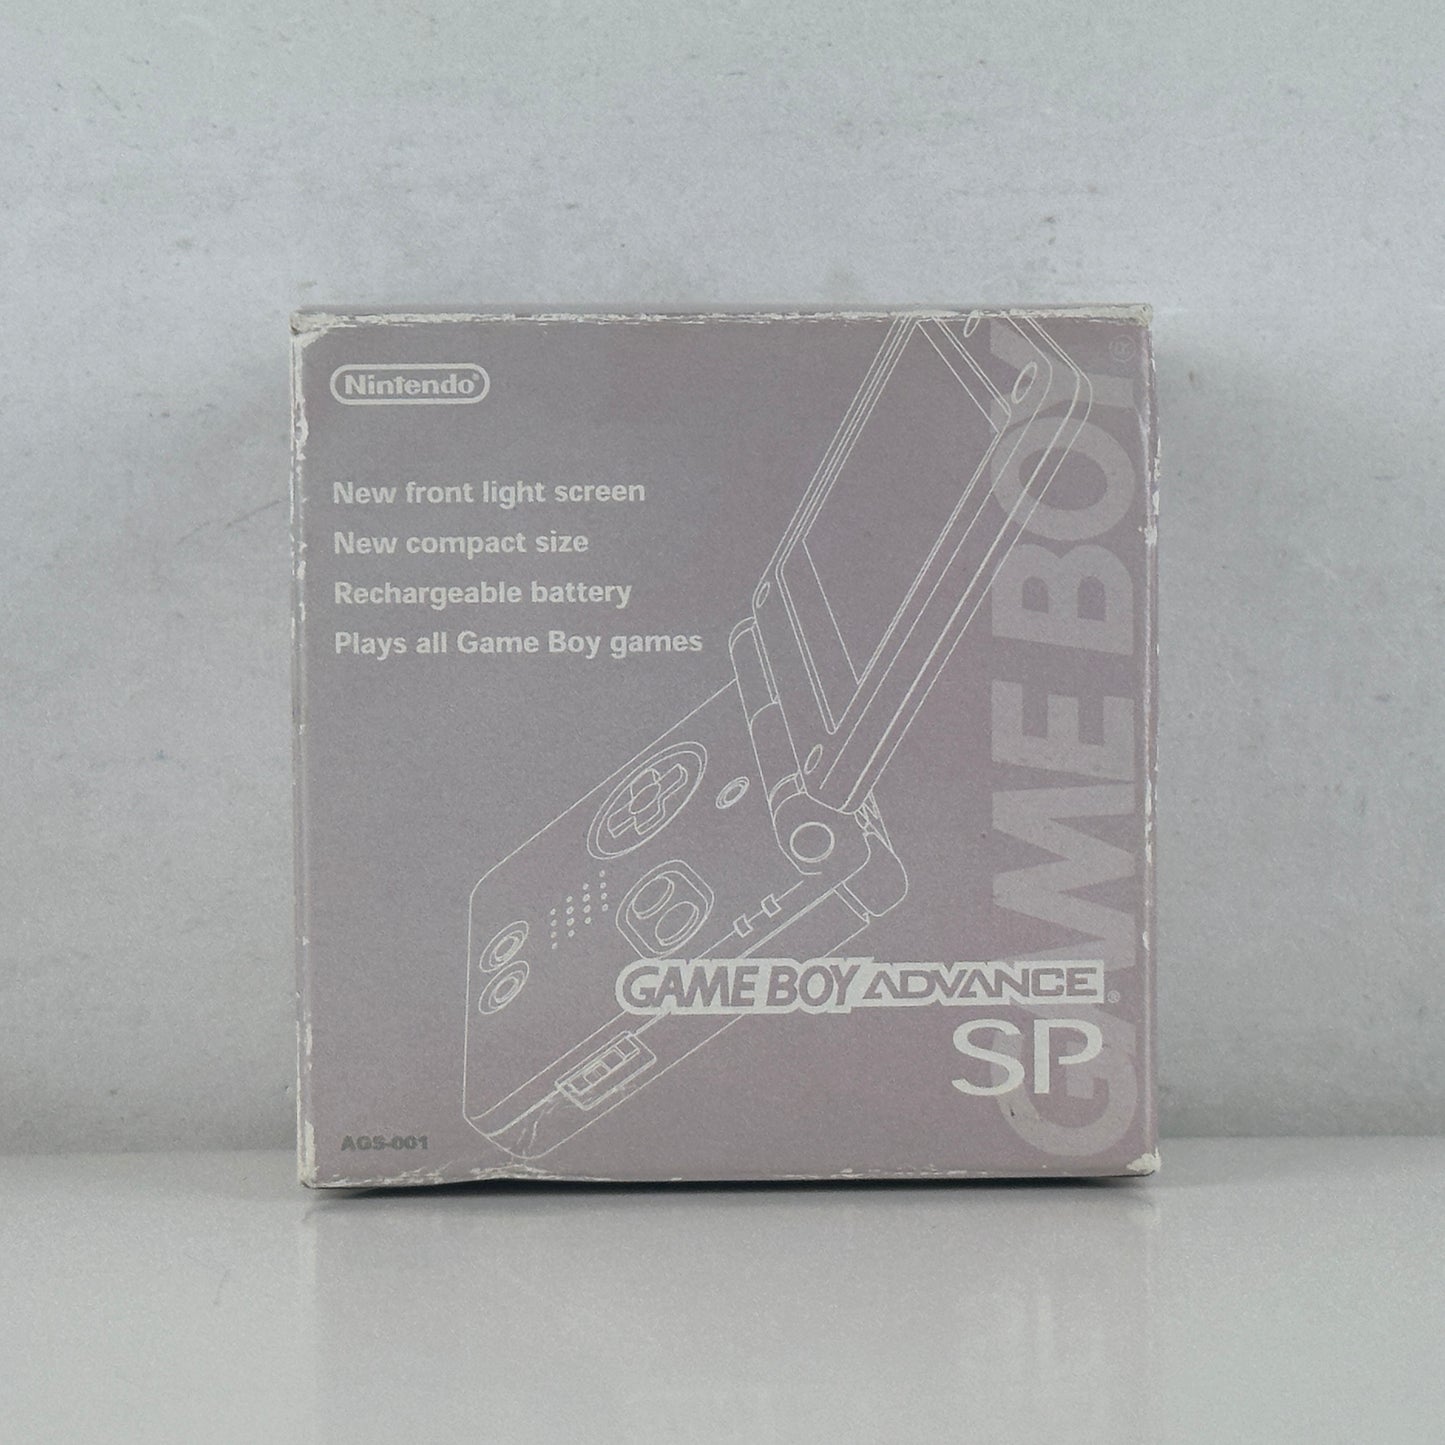 Nintendo®
New front light screen
New compact size
Rechargeable battery
Plays all Game Boy games
GAME BOY®
GAME BOY ADVANCE®
SP
AGS-001